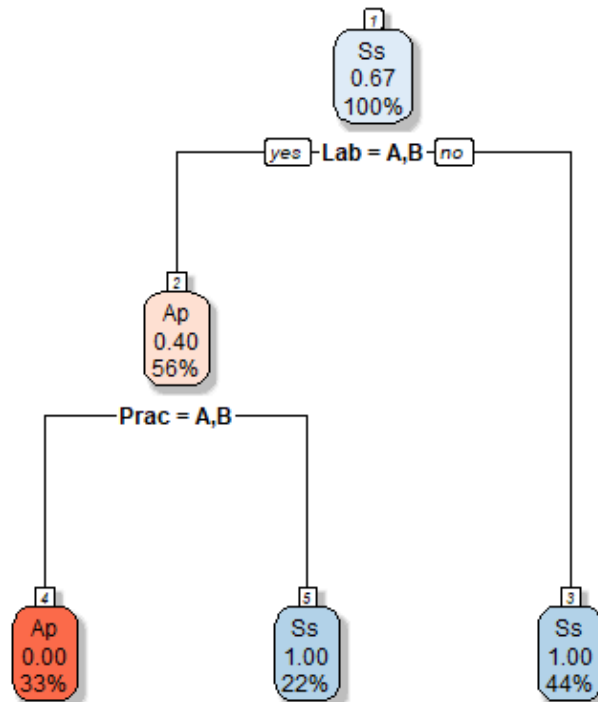 1
Ss
0.67
100%
yes Lab = A,B no
2
Ap
0.40
56%
Prac = A,B
4
Ap
0.00
33%
5
Ss
1.00
22%
3
Ss
1.00
44%